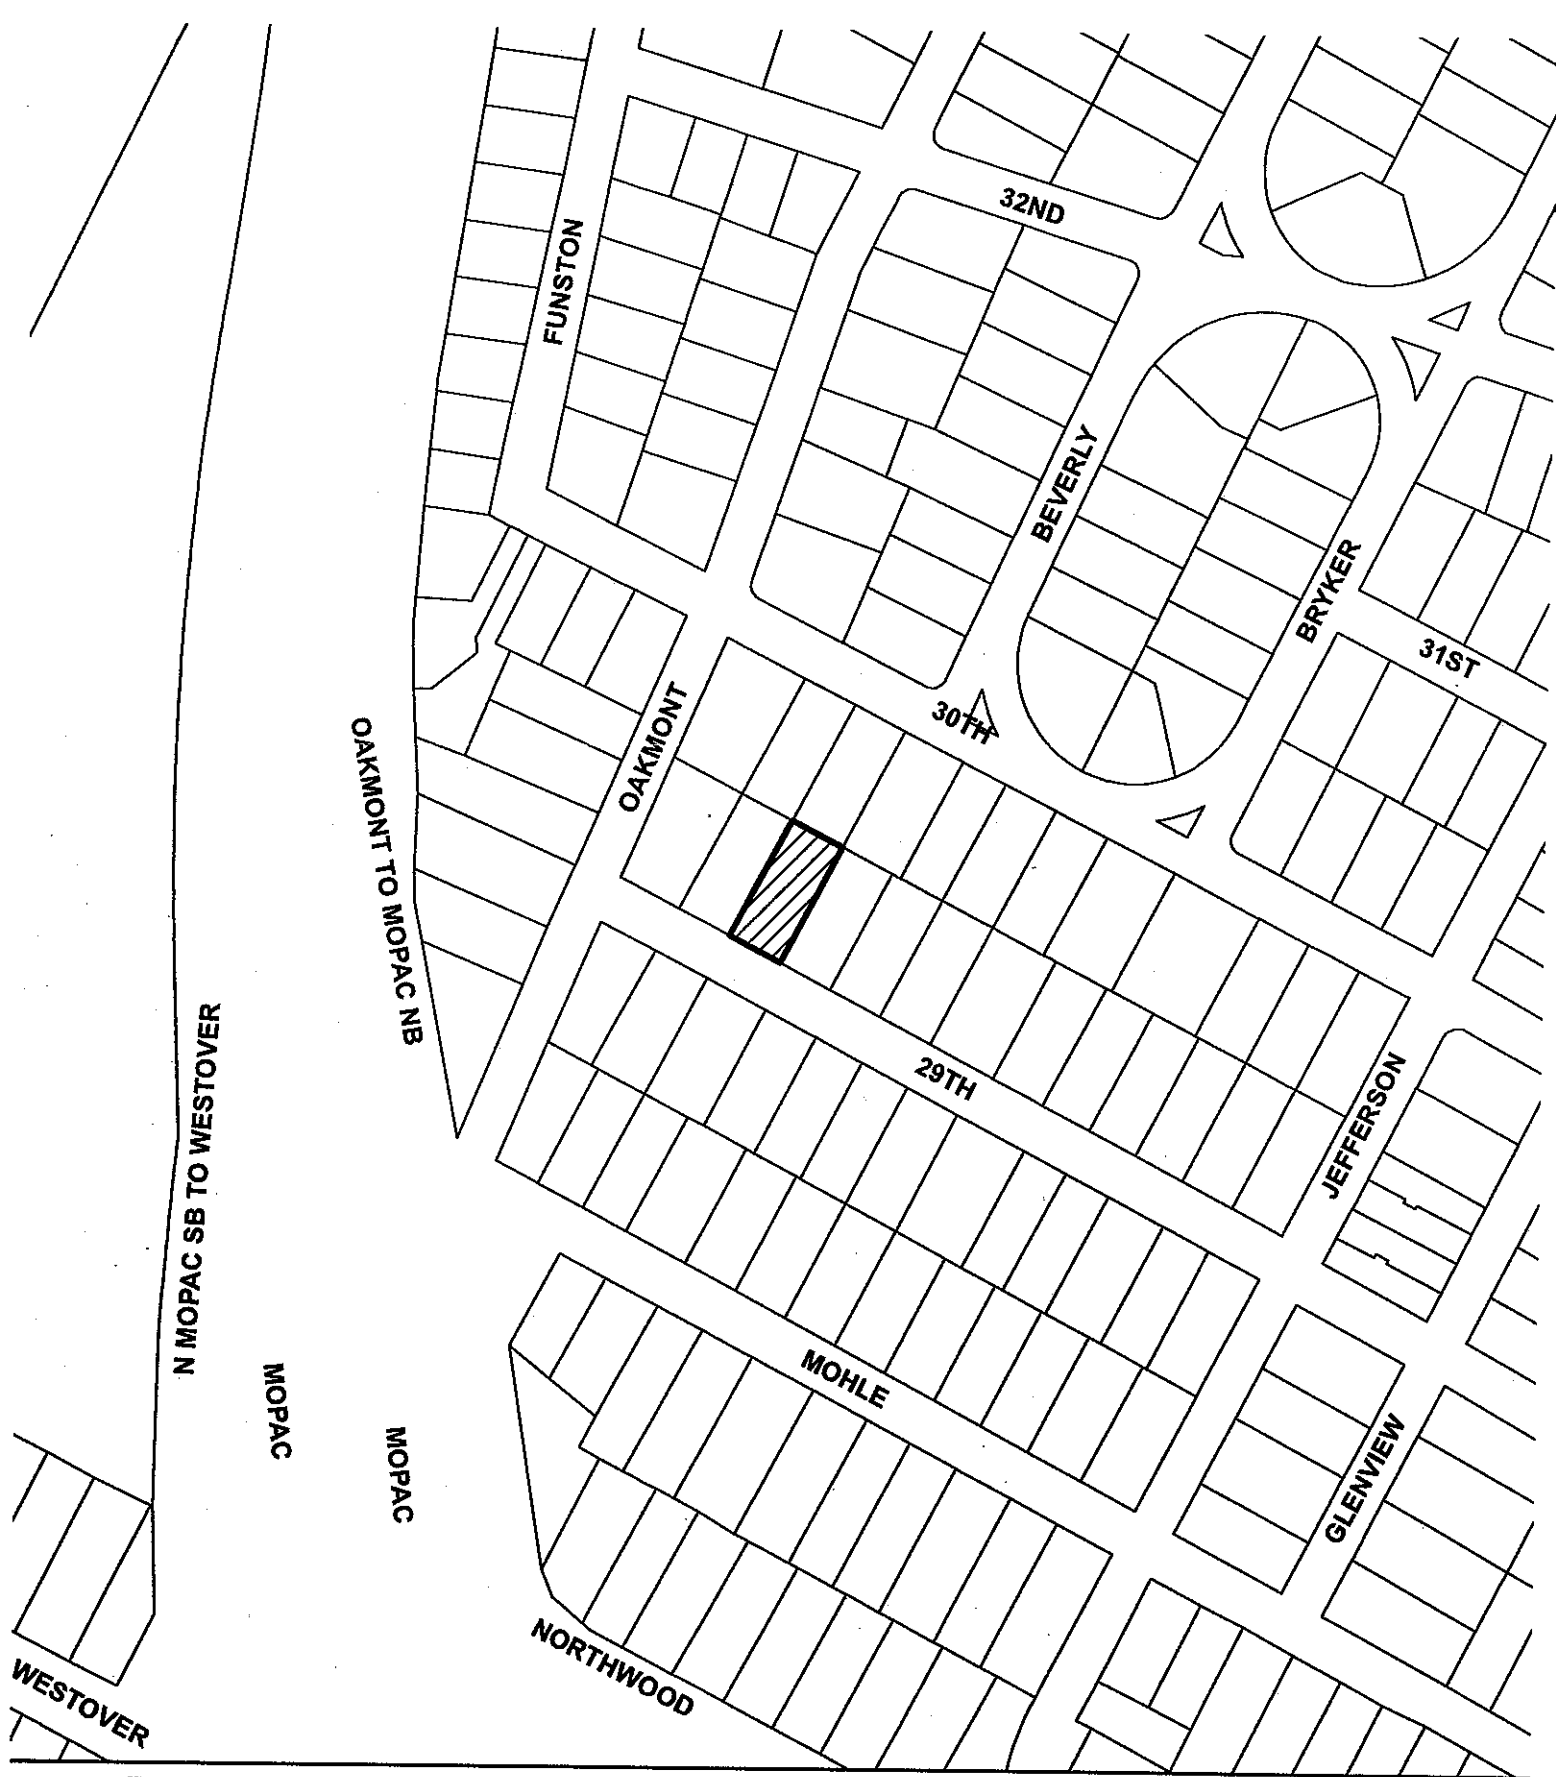 32ND
FUNSTON
BEVERLY
BRYKER
31ST
30TH
OAKMONT
OAKMONT TO MOPAC NB
N MOPAC SB TO WESTOVER
29TH
JEFFERSON
MOHLE
MOPAC
MOPAC
GLENVIEW
NORTHWOOD
WESTOVER